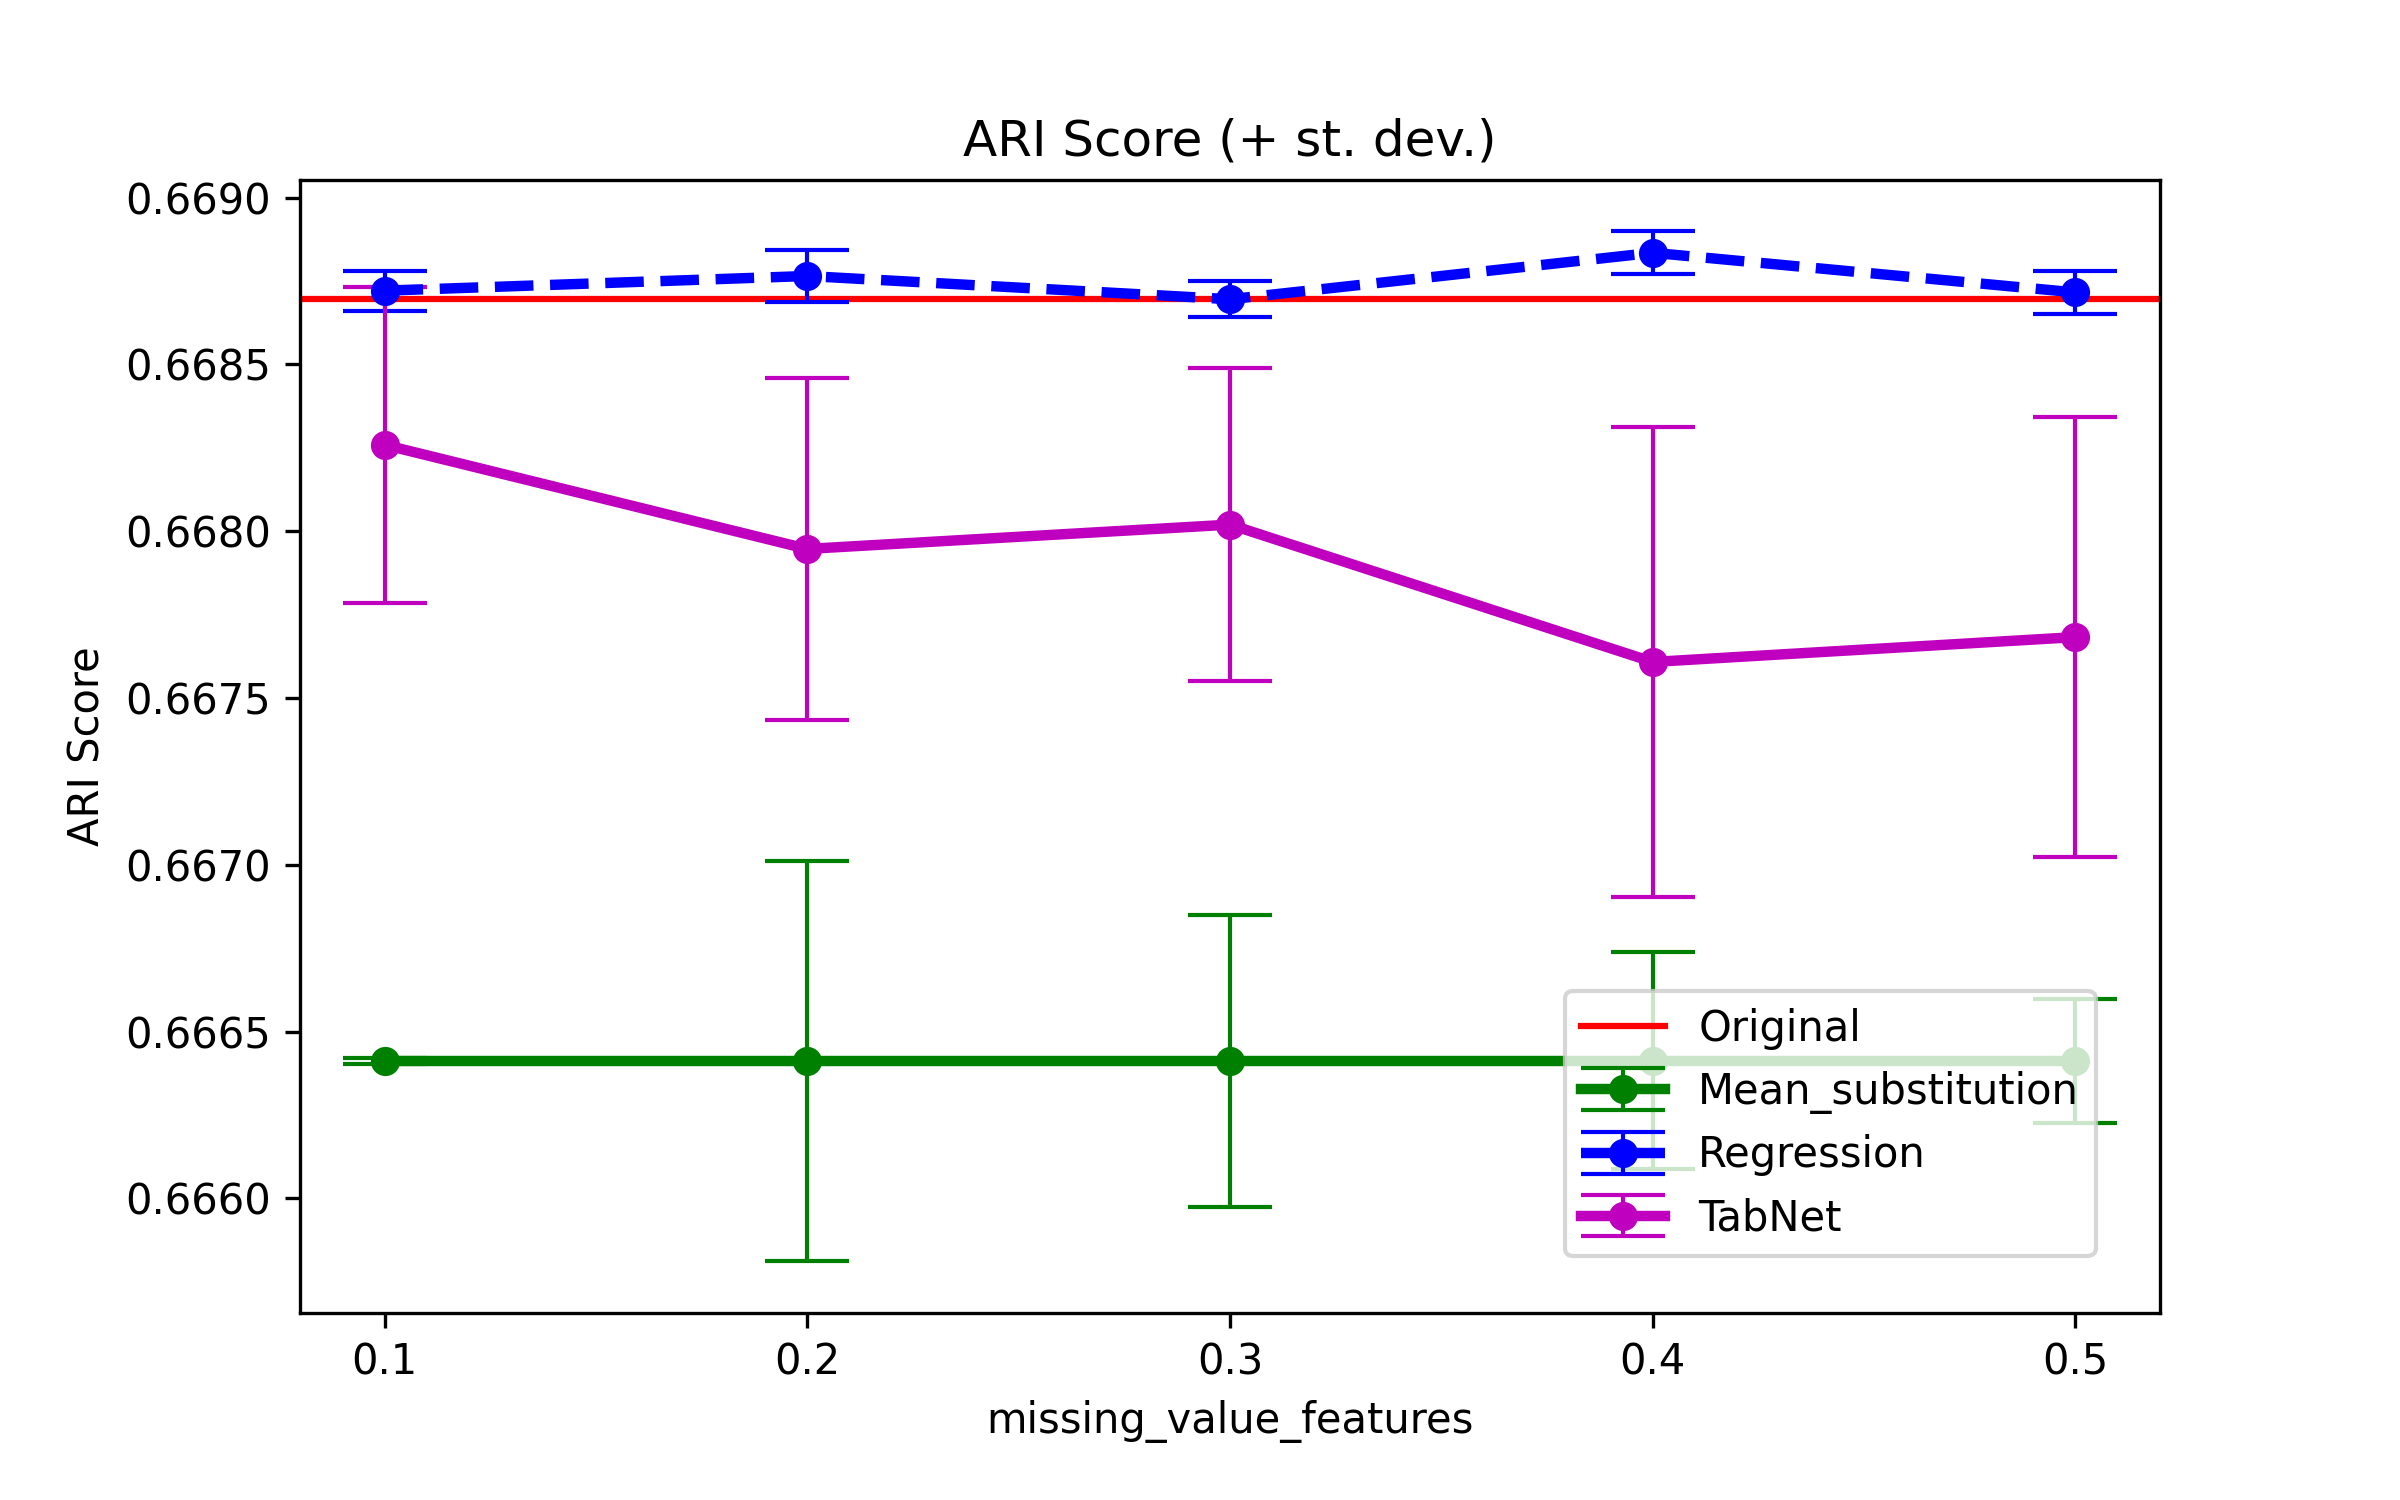 ARI Score (+ st. dev.)
0.6690
0.6685
0.6680
0.6675
0.6670
0.6665
0.6660
ARI Score
Original
Mean_substitution
Regression
TabNet
0.1 0.2 0.3 0.4 0.5
missing_value_features